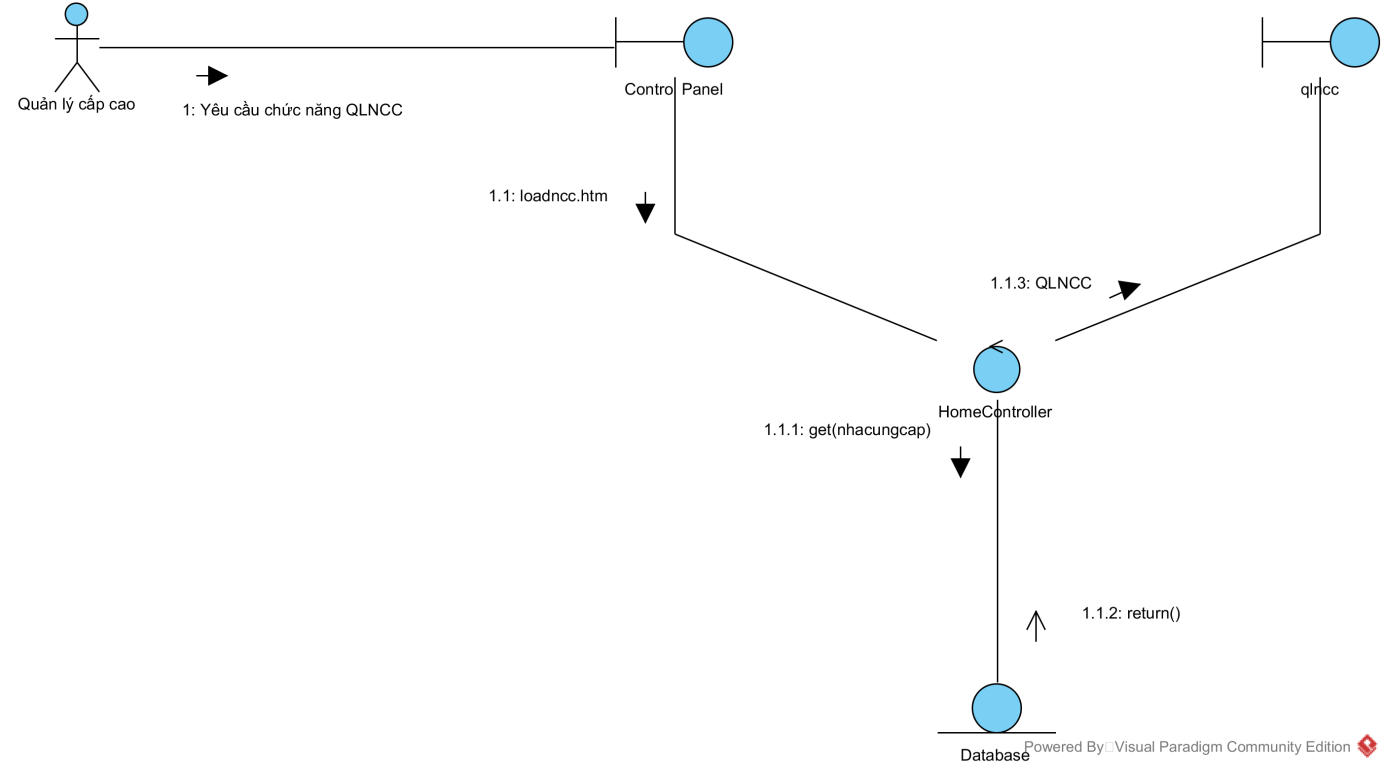 Quản lý cấp cao
1: Yêu cầu chức năng QLNCC
Control Panel
qlncc
1.1: loadncc.htm
1.1.3: QLNCC
HomeController
1.1.1: get(nhacungcap)
1.1.2: return()
Database
Powered By Visual Paradigm Community Edition